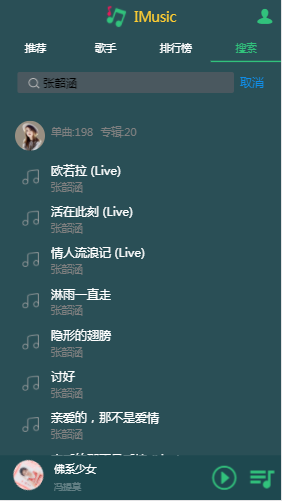 IMusic
推荐 歌手 排行榜 搜索
张韶涵 取消
单曲:198 专辑:20
欧若拉 (Live)
张韶涵
活在此刻 (Live)
张韶涵
情人流浪记 (Live)
张韶涵
淋雨一直走
张韶涵
隐形的翅膀
张韶涵
讨好
张韶涵
亲爱的，那不是爱情
张韶涵
佛系少女
冯提莫